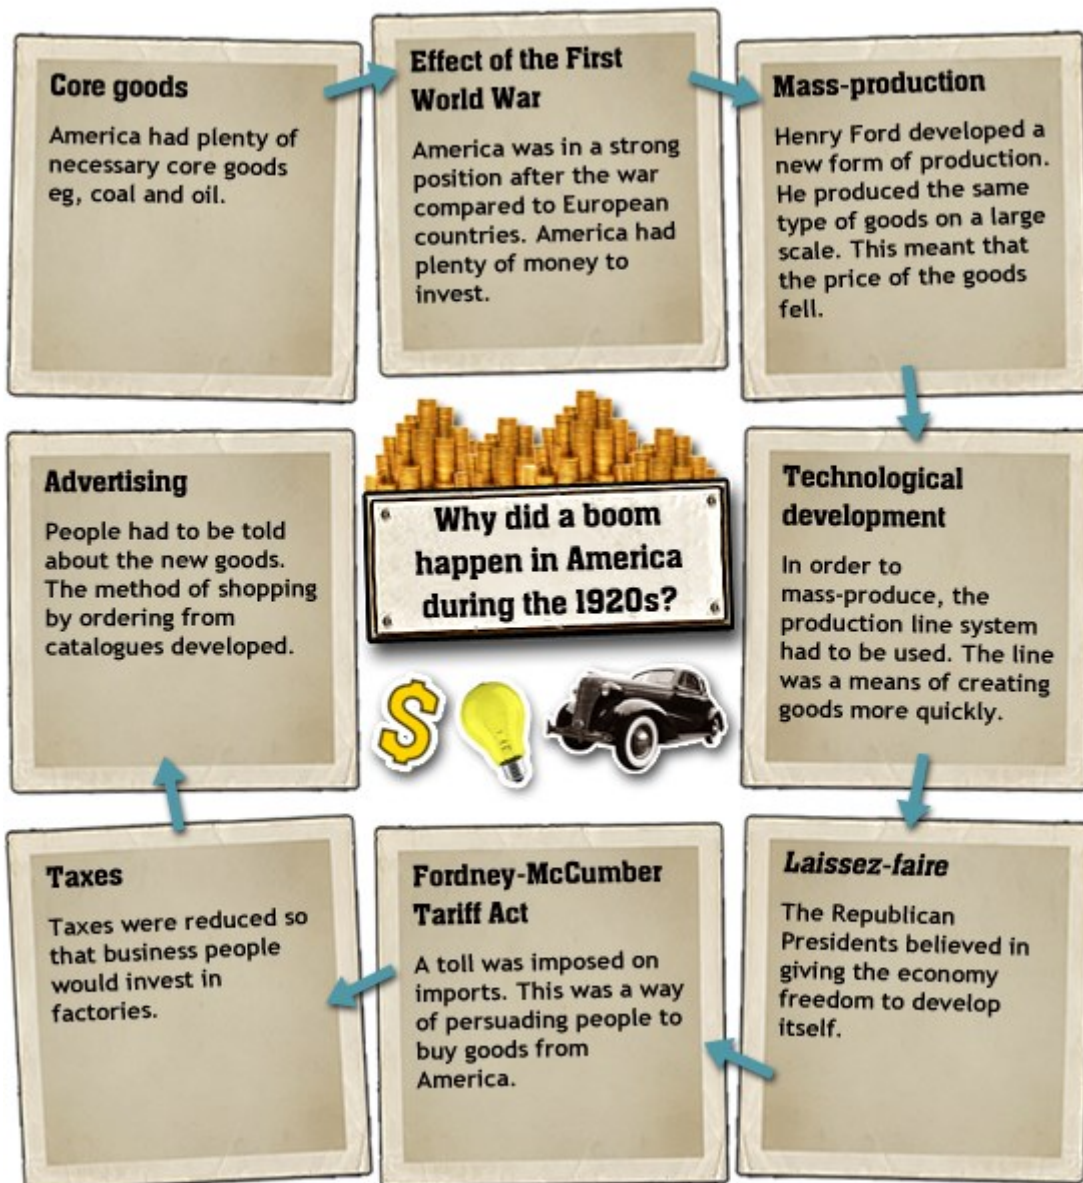 Core goods
America had plenty of
necessary core goods
eg, coal and oil.
Effect of the First
World War
America was in a strong
position after the war
compared to European
countries. America had
plenty of money to
invest.
Mass-production
Henry Ford developed a
new form of production.
He produced the same
type of goods on a large
scale. This meant that
the price of the goods
fell.
Technological
development
In order to
mass-produce, the
production line system
had to be used. The line
was a means of creating
goods more quickly.
Laissez-faire
The Republican
Presidents believed in
giving the economy
freedom to develop
itself.
Fordney-McCumber
Tariff Act
A toll was imposed on
imports. This was a way
of persuading people to
buy goods from
America.
Taxes
Taxes were reduced so
that business people
would invest in
factories.
Advertising
People had to be told
about the new goods.
The method of shopping
by ordering from
catalogues developed.
Why did a boom
happen in America
during the 1920s?
$